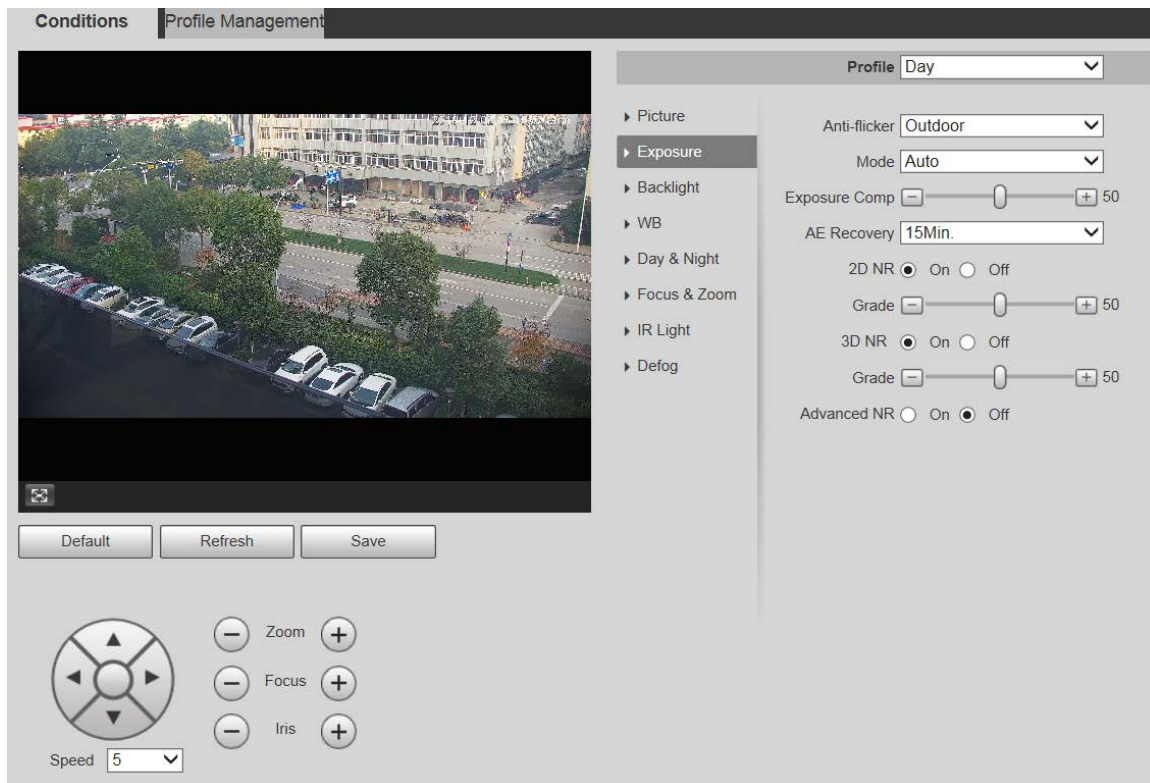 Conditions
Profile Management
Profile Day
Picture
Exposure
Backlight
WB
Day & Night
Focus & Zoom
IR Light
Defog
Anti-flicker Outdoor
Mode Auto
Exposure Comp 50
AE Recovery 15Min.
2D NR On Off
Grade 50
3D NR On Off
Grade 50
Advanced NR On Off
Default Refresh Save
Zoom
Focus
Iris
Speed 5